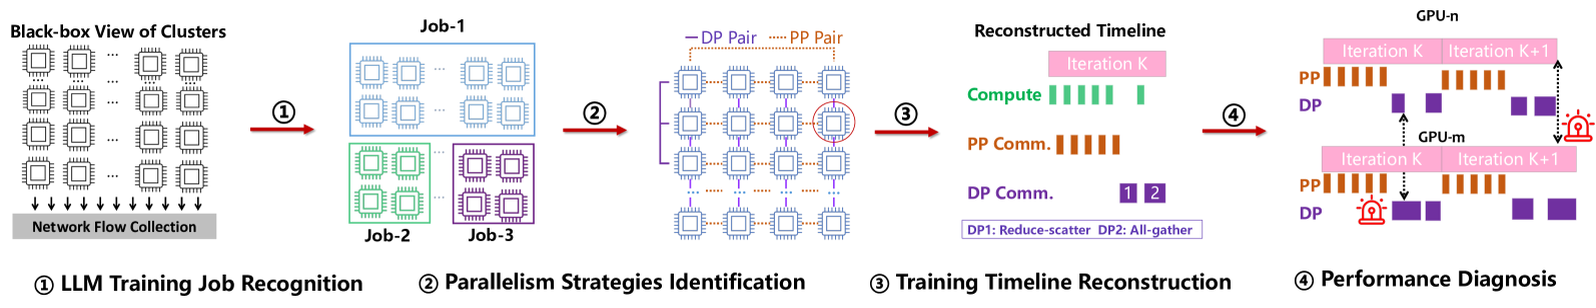 Black-box View of Clusters
Network Flow Collection
①
Job-1
Job-2
Job-3
②
DP Pair
PP Pair
③
Reconstructed Timeline
Iteration K
Compute
PP Comm.
DP Comm.
1 2
DP1: Reduce-scatter DP2: All-gather
④
GPU-n
Iteration K Iteration K+1
PP
DP
GPU-m
Iteration K Iteration K+1
PP
DP
① LLM Training Job Recognition
② Parallelism Strategies Identification
③ Training Timeline Reconstruction
④ Performance Diagnosis